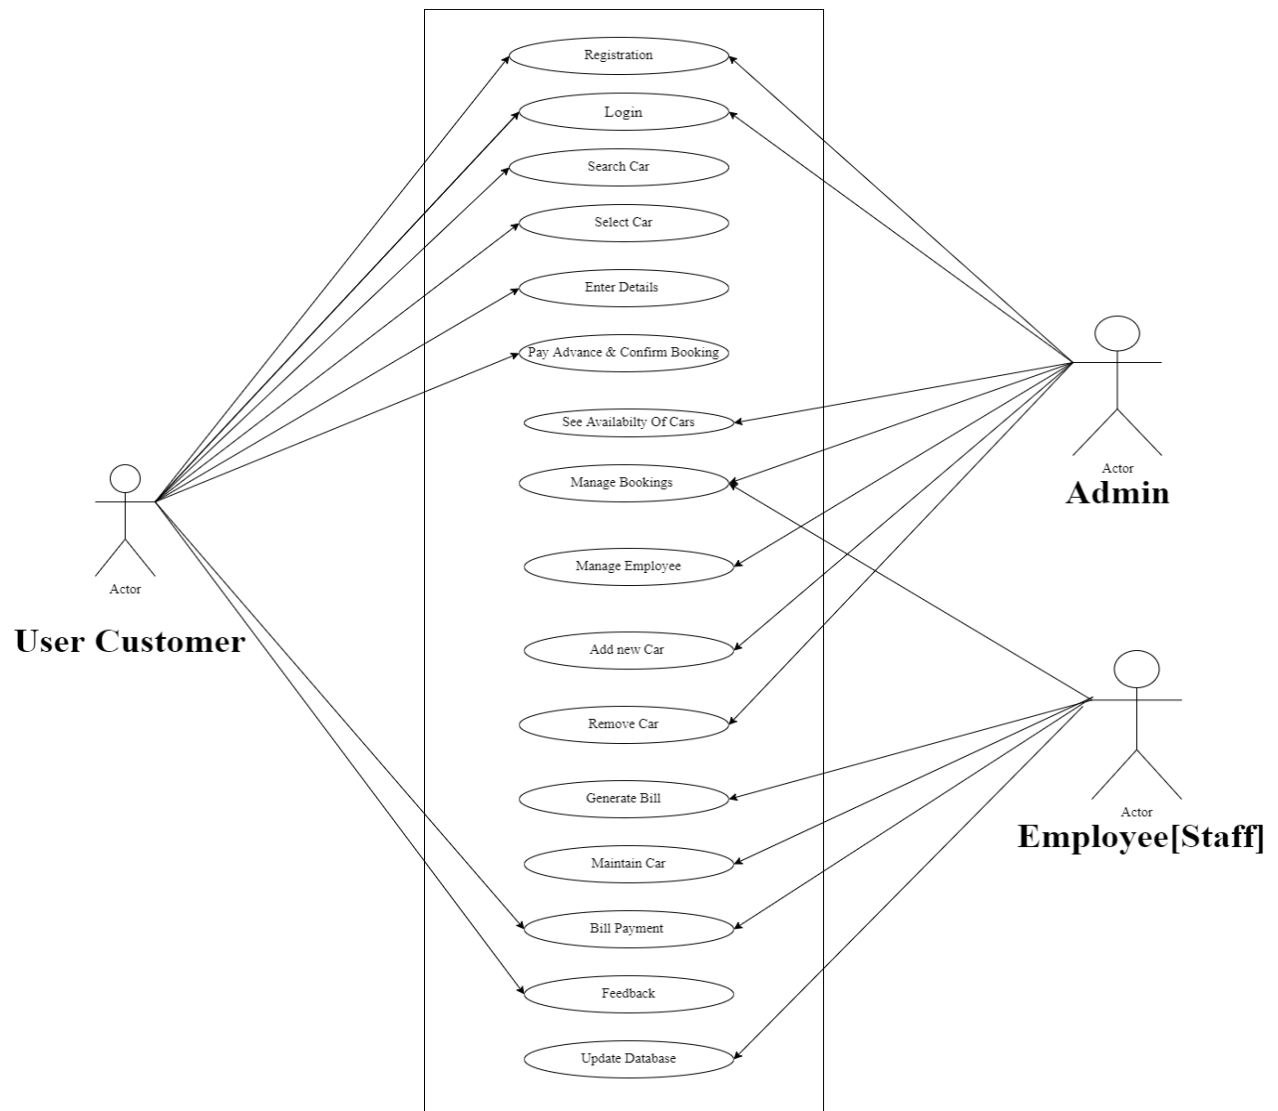 Registration
Login
Search Car
Select Car
Enter Details
Pay Advance & Confirm Booking
See Availabilty Of Cars
Manage Bookings
Manage Employee
Add new Car
Remove Car
Generate Bill
Maintain Car
Bill Payment
Feedback
Update Database
Actor
User Customer
Actor
Admin
Actor
Employee[Staff]